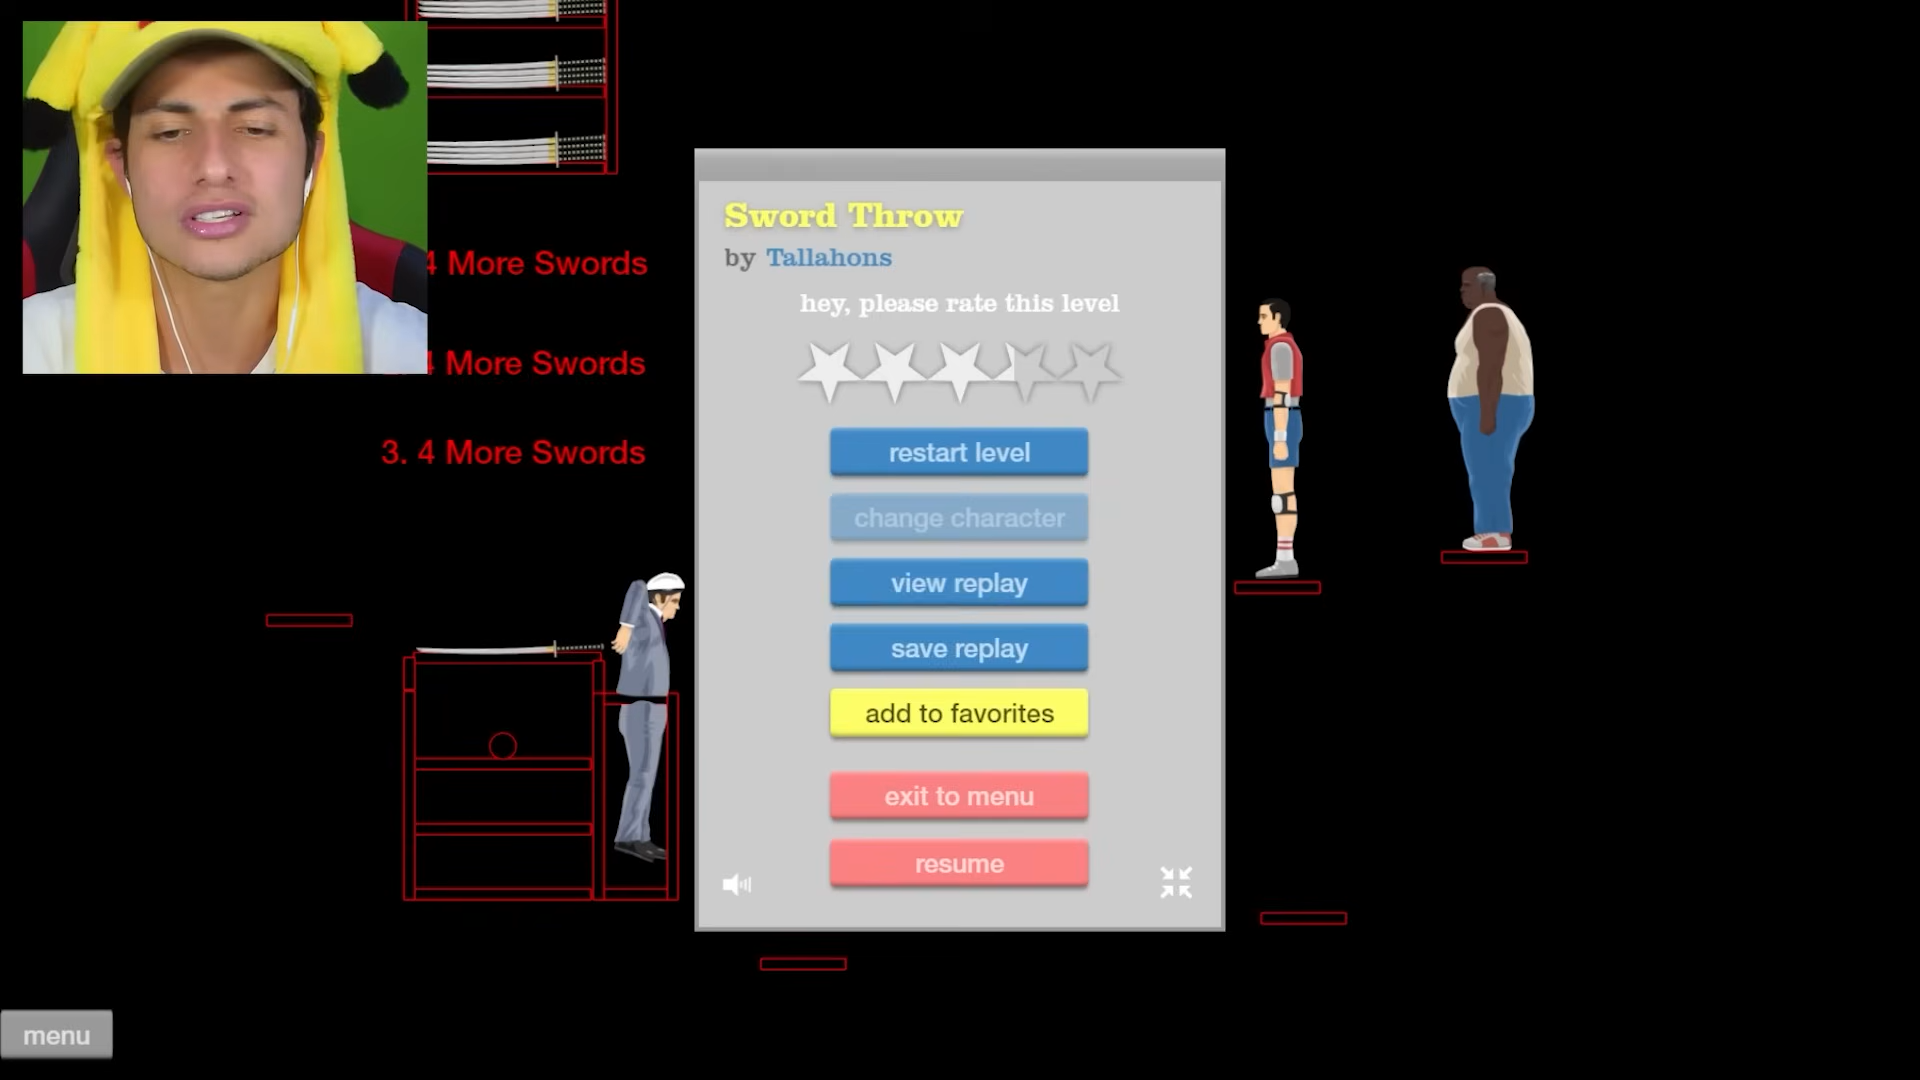 4 More Swords
4 More Swords
3. 4 More Swords
Sword Throw
by Tallahons
hey, please rate this level
restart level
change character
view replay
save replay
add to favorites
exit to menu
resume
menu